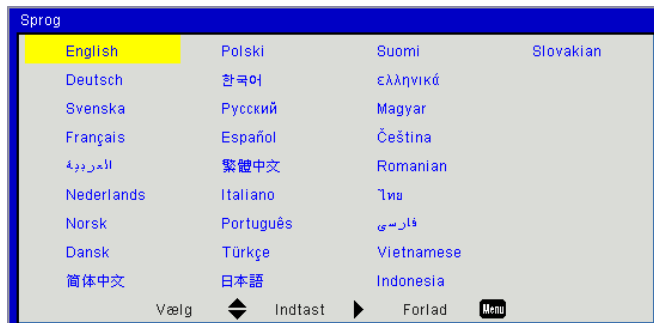 Sprog
English Polski Suomi Slovakian
Deutsch 한국어 ελληνικά
Svenska Русский Magyar
Français Español Čeština
العربية 繁體中文 Romanian
Nederlands Italiano ไทย
Norsk Português فارسی
Dansk Türkçe Vietnamese
简体中文 日本語 Indonesia
Vælg Indtast Forlad Menu